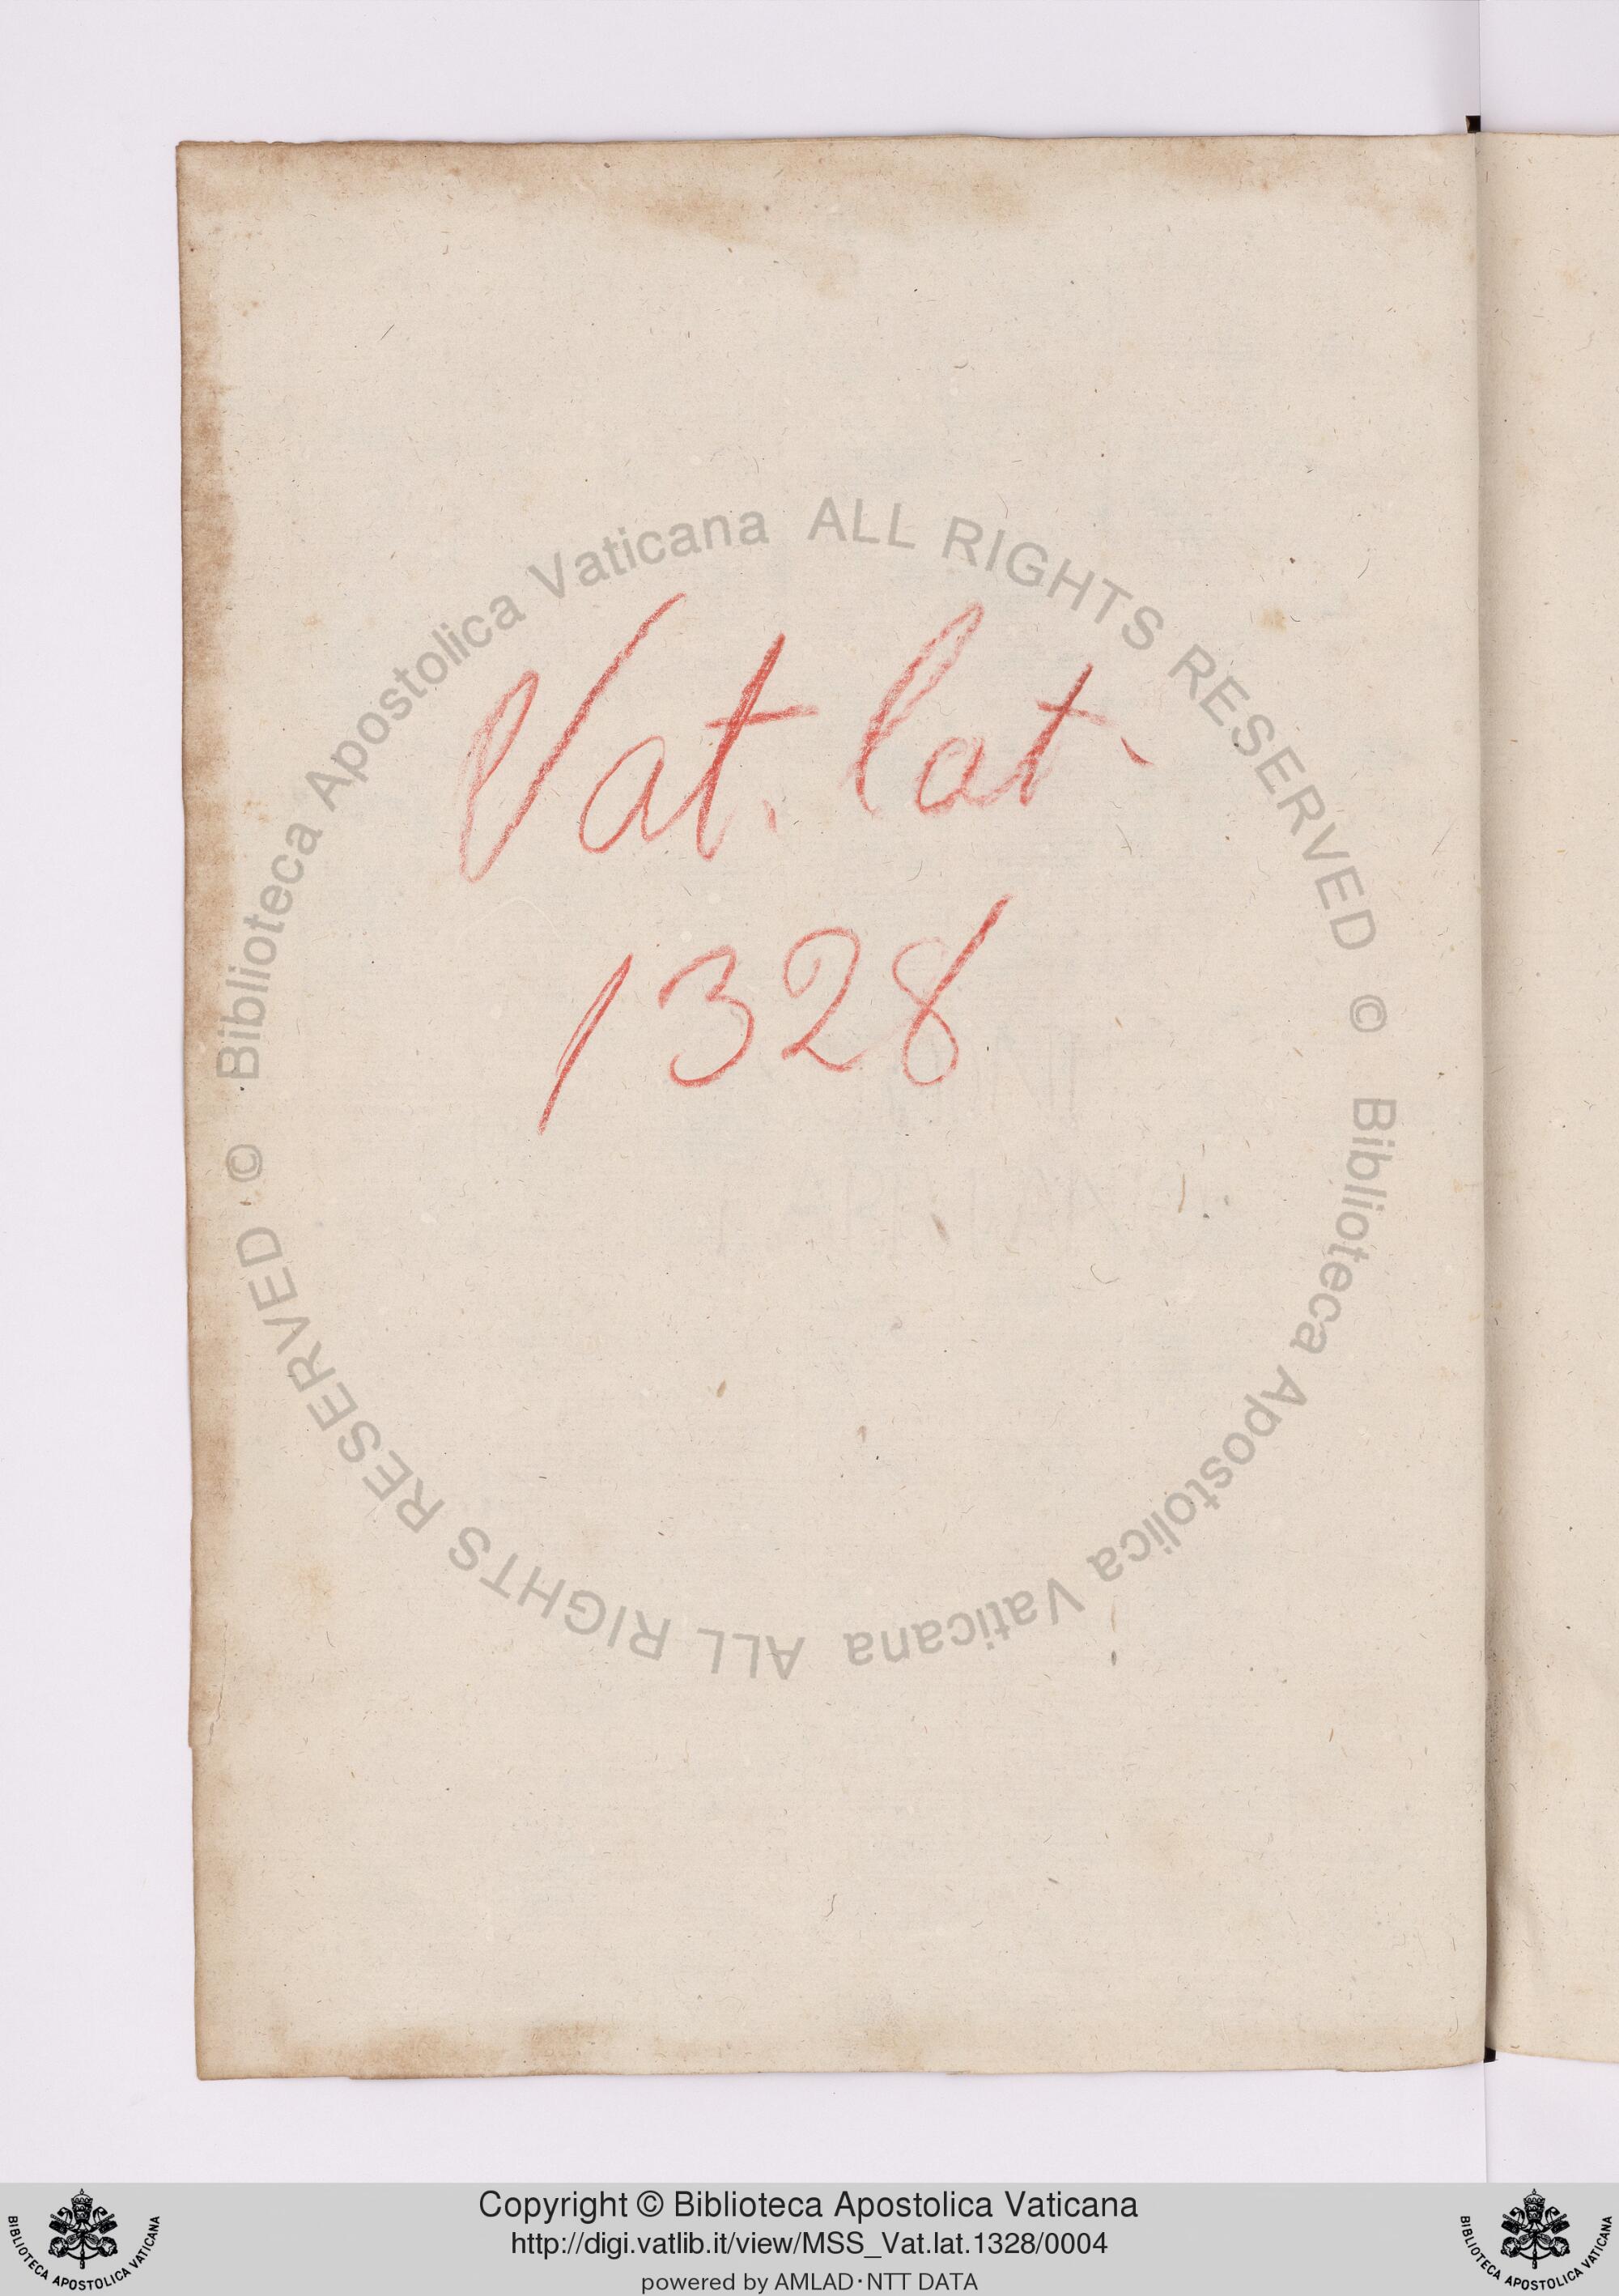 Vat. lat.
1328
© Biblioteca Apostolica Vaticana ALL RIGHTS RESERVED
© Biblioteca Apostolica Vaticana ALL RIGHTS RESERVED
Copyright © Biblioteca Apostolica Vaticana
http://digi.vatlib.it/view/MSS_Vat.lat.1328/0004
powered by AMLAD·NTT DATA
BIBLIOTECA APOSTOLICA VATICANA
BIBLIOTECA APOSTOLICA VATICANA